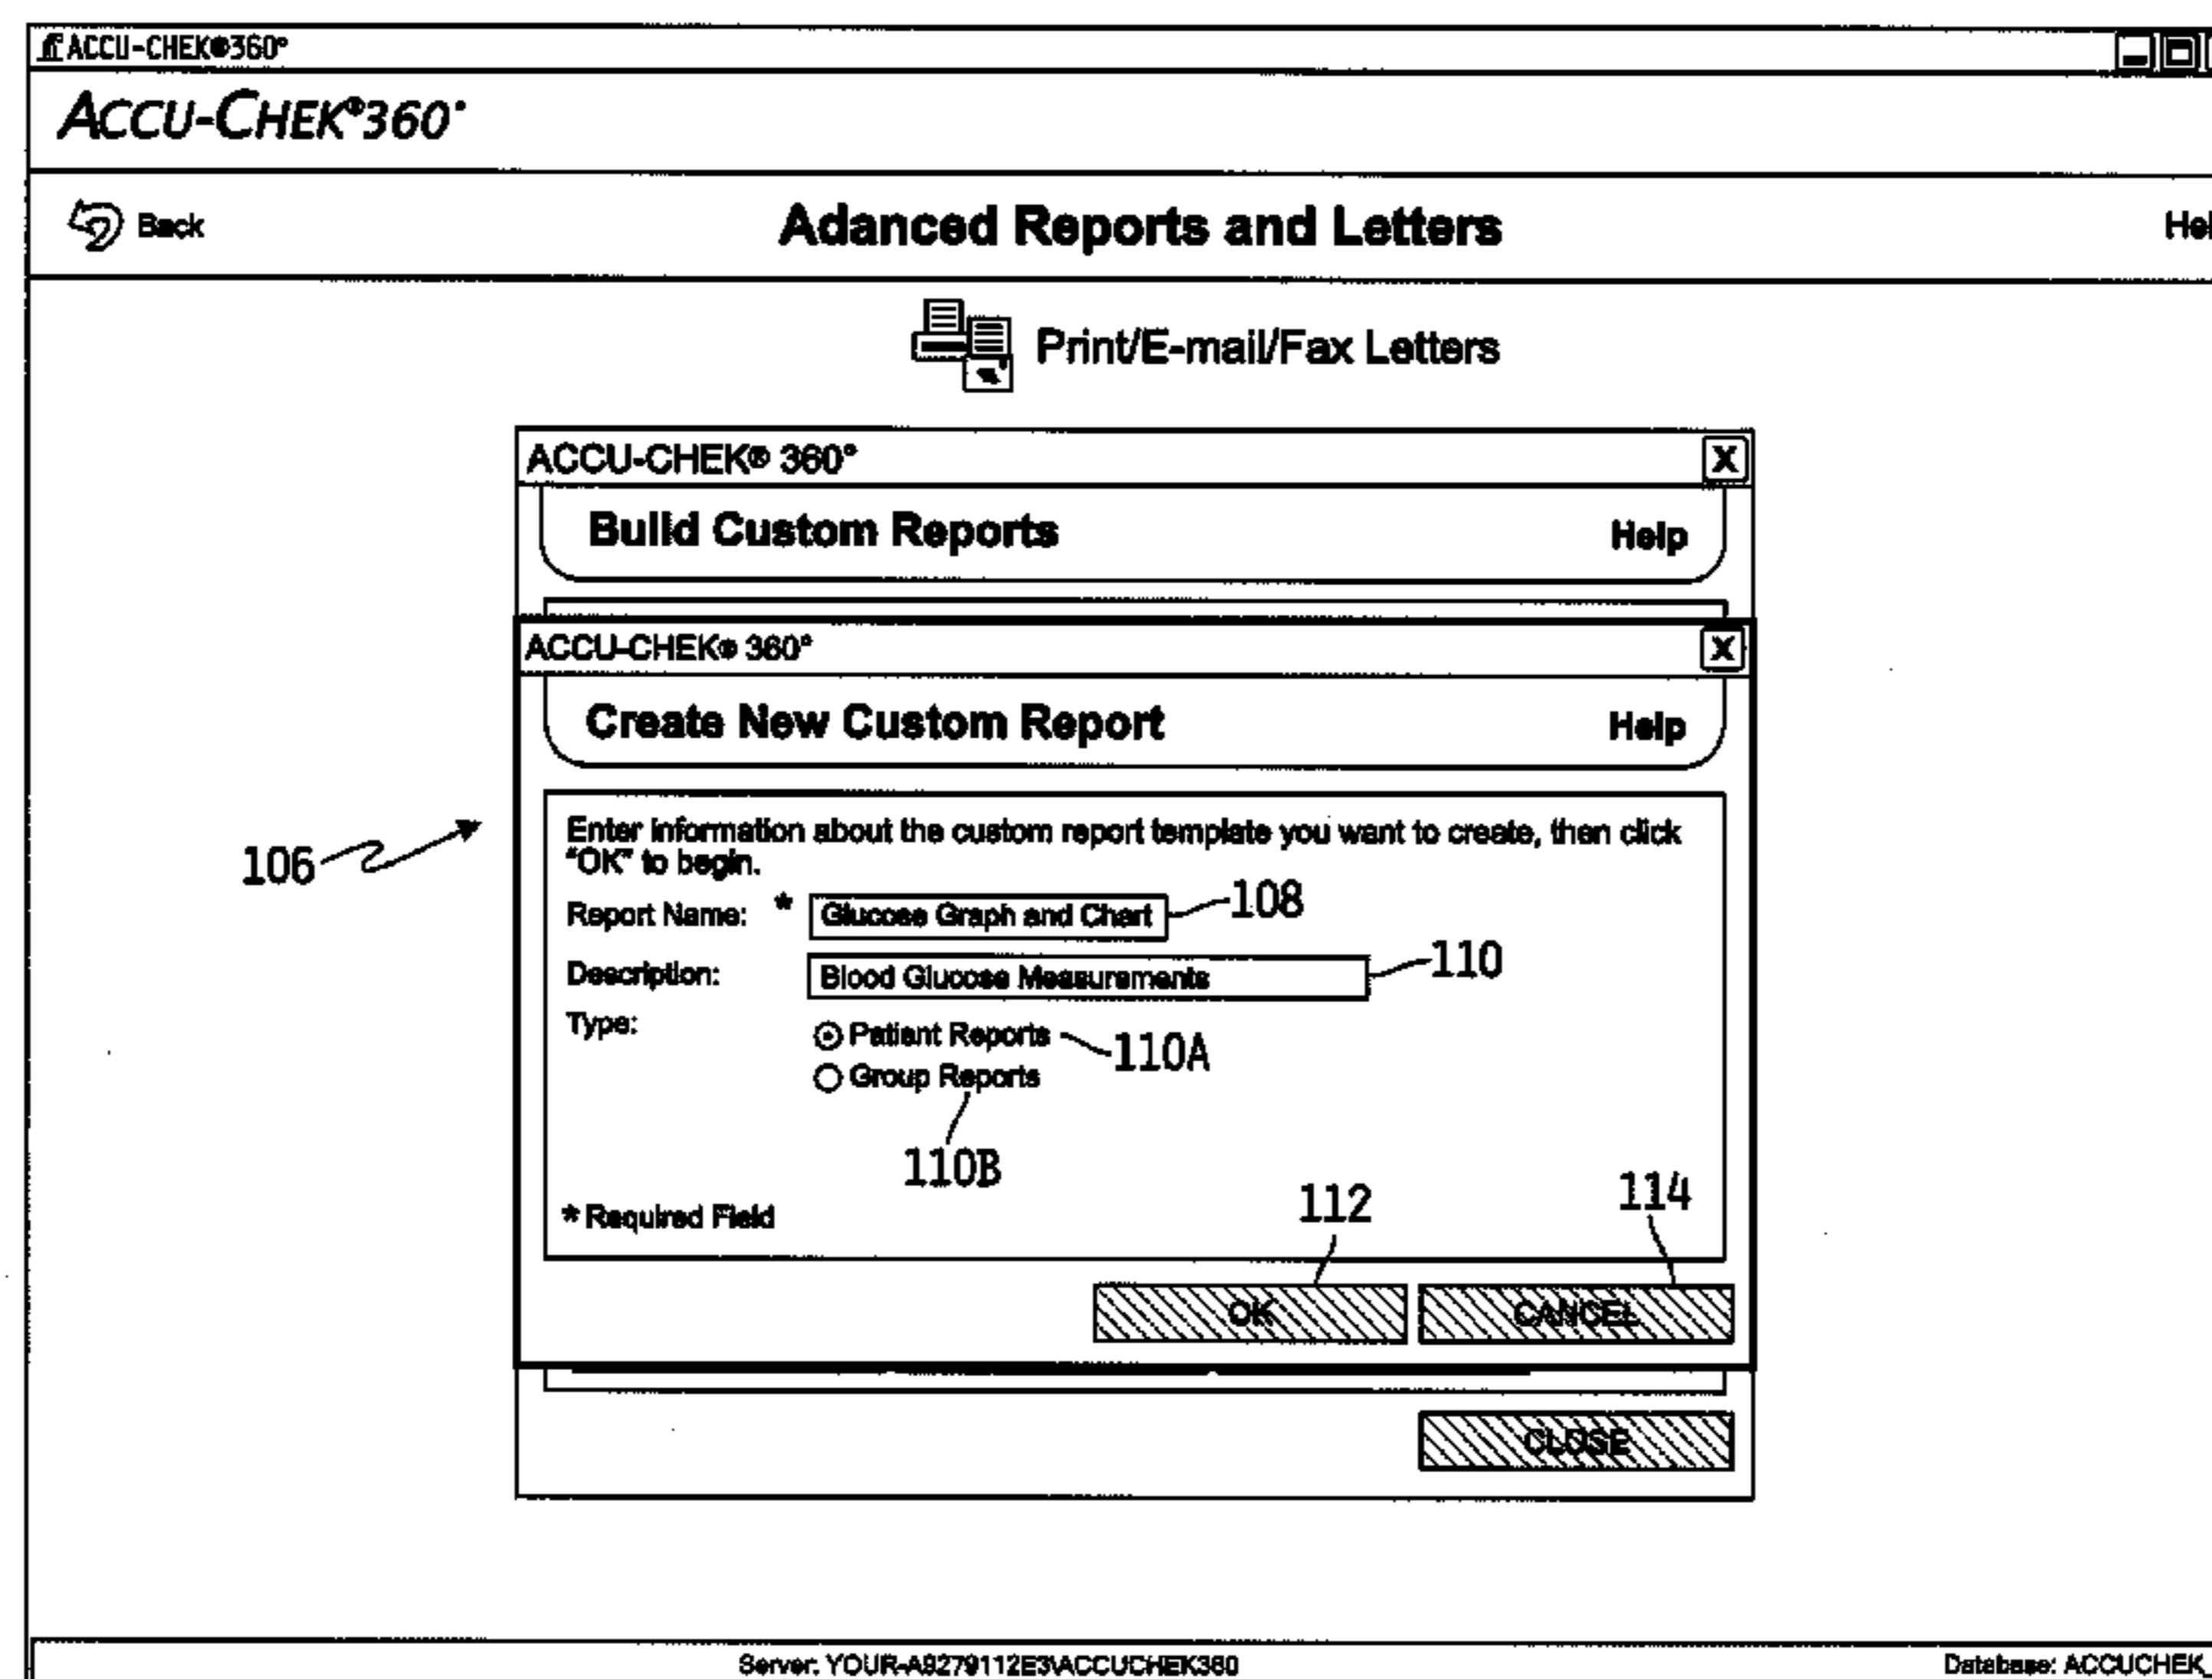 ACCU-CHEK®360°
ACCU-CHEK®360°
Back
Adanced Reports and Letters
Print/E-mail/Fax Letters
ACCU-CHEK® 360°
X
Build Custom Reports
Help
ACCU-CHEK® 360°
X
Create New Custom Report
Help
106
Enter information about the custom report template you want to create, then click
"OK" to begin.
Report Name: * Glucose Graph and Chart 108
Description: Blood Glucose Measurements 110
Type: Patient Reports 110A
Group Reports
110B
112
114
* Required Field
OK
CANCEL
CLOSE
Server: YOUR-A9279112E3\ACCUCHEK360
Database: ACCUCHEK_